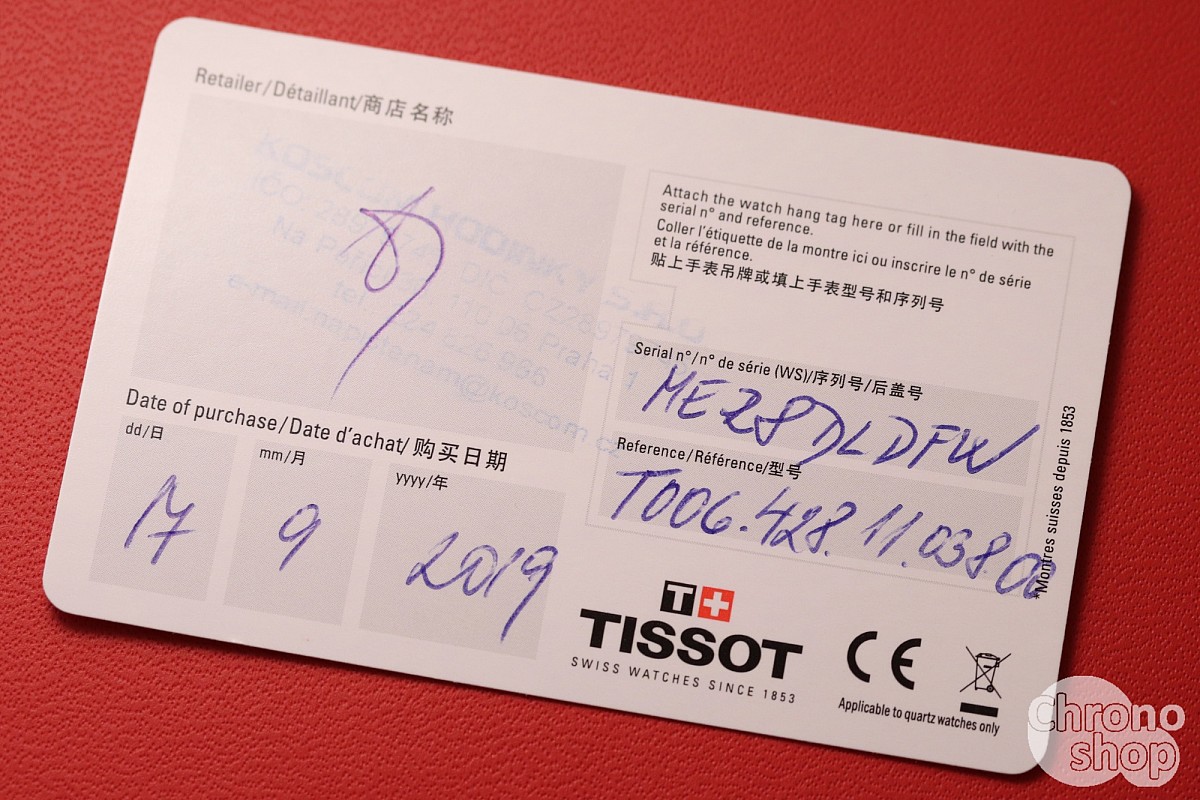 Retailer/Détaillant/商店名称
KOSCOM HODINKY S.R.O
Praha 1
Attach the watch hang tag here or fill in the field with the
serial n° and reference.
Coller l'étiquette de la montre ici ou inscrire le n° de série
et la référence.
贴上手表吊牌或填上手表型号和序列号
Serial n°/n° de série (WS)/序列号/后盖号
ME28DLDFW
Reference/Référence/型号
T006.428.11.038.00
*Montres suisses depuis 1853
Date of purchase/Date d'achat/购买日期
dd/日
mm/月
yyyy/年
17
9
2019
T+
TISSOT
SWISS WATCHES SINCE 1853
CE
Applicable to quartz watches only
Chrono
shop